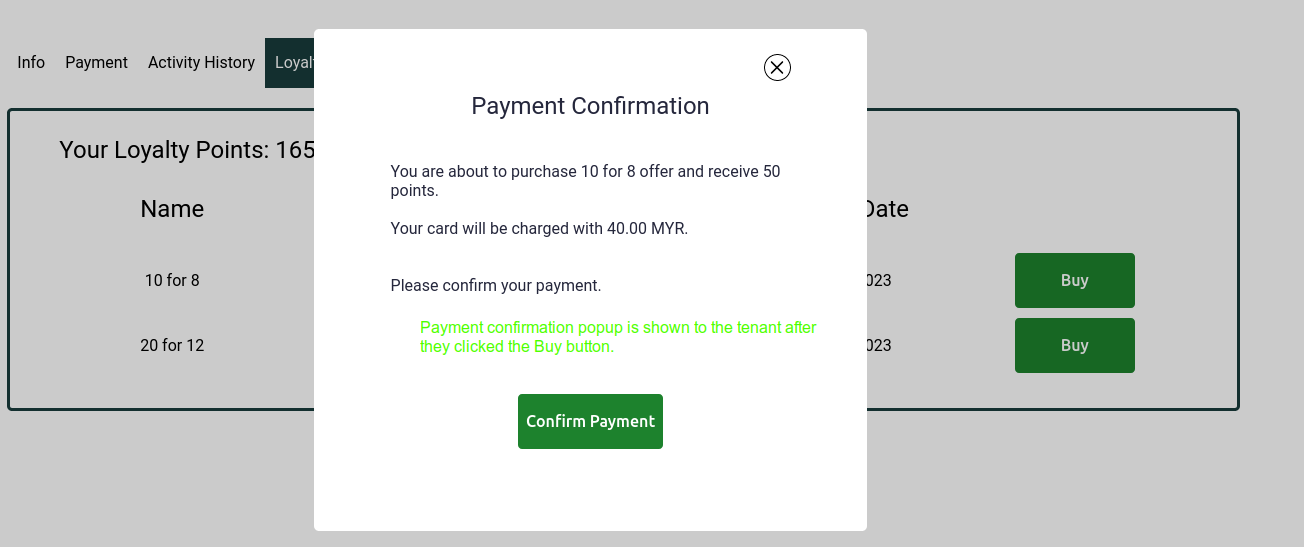 Info Payment Activity History Loyalt
Payment Confirmation
Your Loyalty Points: 165
You are about to purchase 10 for 8 offer and receive 50
points.
Name
Date
Your card will be charged with 40.00 MYR.
10 for 8
023
Buy
Please confirm your payment.
Payment confirmation popup is shown to the tenant after
they clicked the Buy button.
20 for 12
023
Buy
Confirm Payment